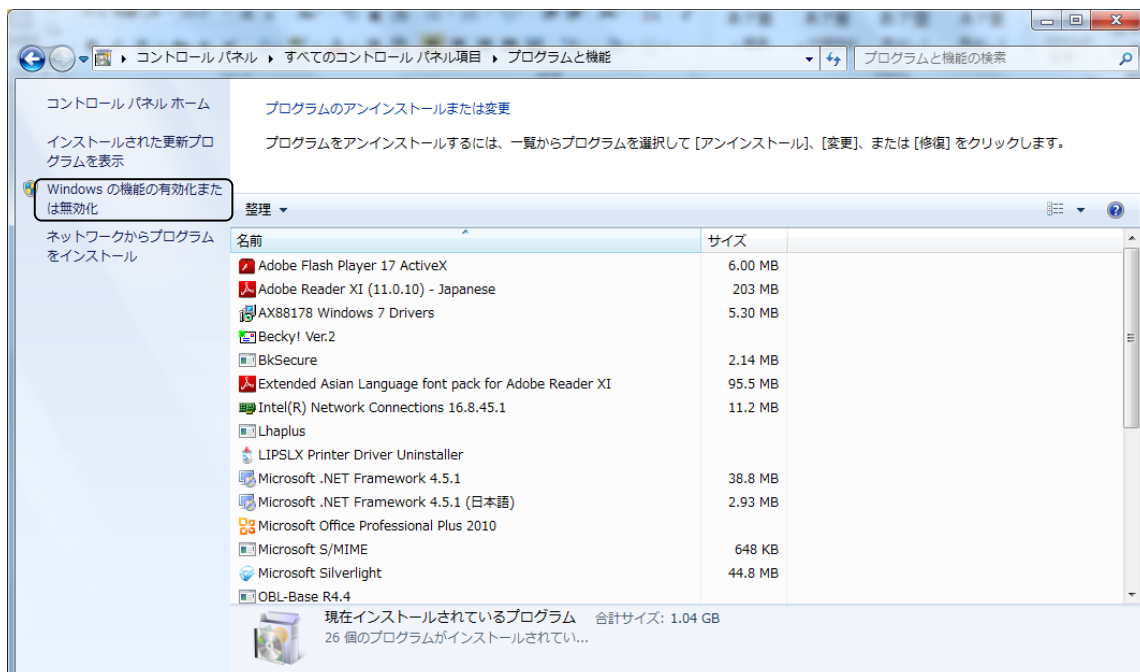 コントロール パネル ▸ すべてのコントロール パネル項目 ▸ プログラムと機能
プログラムと機能の検索
コントロール パネル ホーム
インストールされた更新プロ
グラムを表示
Windows の機能の有効化また
は無効化
ネットワークからプログラム
をインストール
プログラムのアンインストールまたは変更
プログラムをアンインストールするには、一覧からプログラムを選択して [アンインストール]、[変更]、または [修復] をクリックします。
整理
名前 サイズ
Adobe Flash Player 17 ActiveX 6.00 MB
Adobe Reader XI (11.0.10) - Japanese 203 MB
AX88178 Windows 7 Drivers 5.30 MB
Becky! Ver.2
BkSecure 2.14 MB
Extended Asian Language font pack for Adobe Reader XI 95.5 MB
Intel(R) Network Connections 16.8.45.1 11.2 MB
Lhaplus
LIPSLX Printer Driver Uninstaller
Microsoft .NET Framework 4.5.1 38.8 MB
Microsoft .NET Framework 4.5.1 (日本語) 2.93 MB
Microsoft Office Professional Plus 2010
Microsoft S/MIME 648 KB
Microsoft Silverlight 44.8 MB
OBL-Base R4.4
現在インストールされているプログラム 合計サイズ: 1.04 GB
26 個のプログラムがインストールされてい...